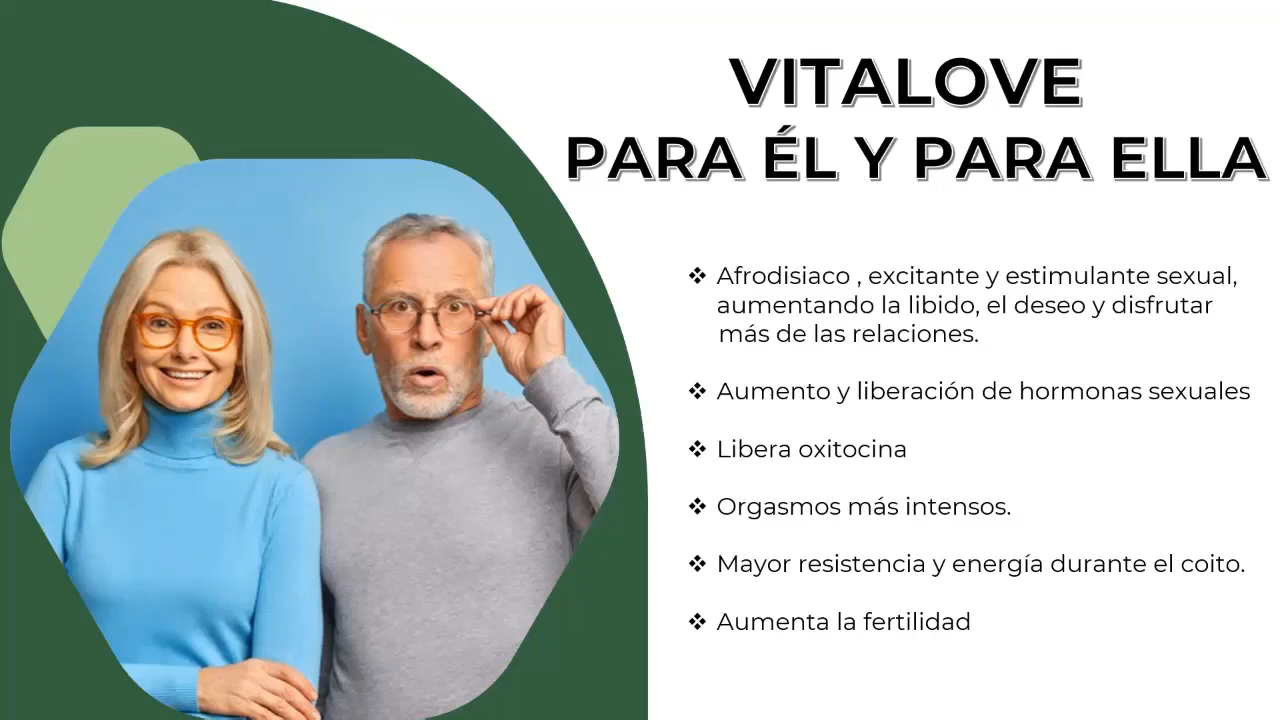 VITALOVE
PARA ÉL Y PARA ELLA
❖ Afrodisiaco , excitante y estimulante sexual,
aumentando la libido, el deseo y disfrutar
más de las relaciones.
❖ Aumento y liberación de hormonas sexuales
❖ Libera oxitocina
❖ Orgasmos más intensos.
❖ Mayor resistencia y energía durante el coito.
❖ Aumenta la fertilidad